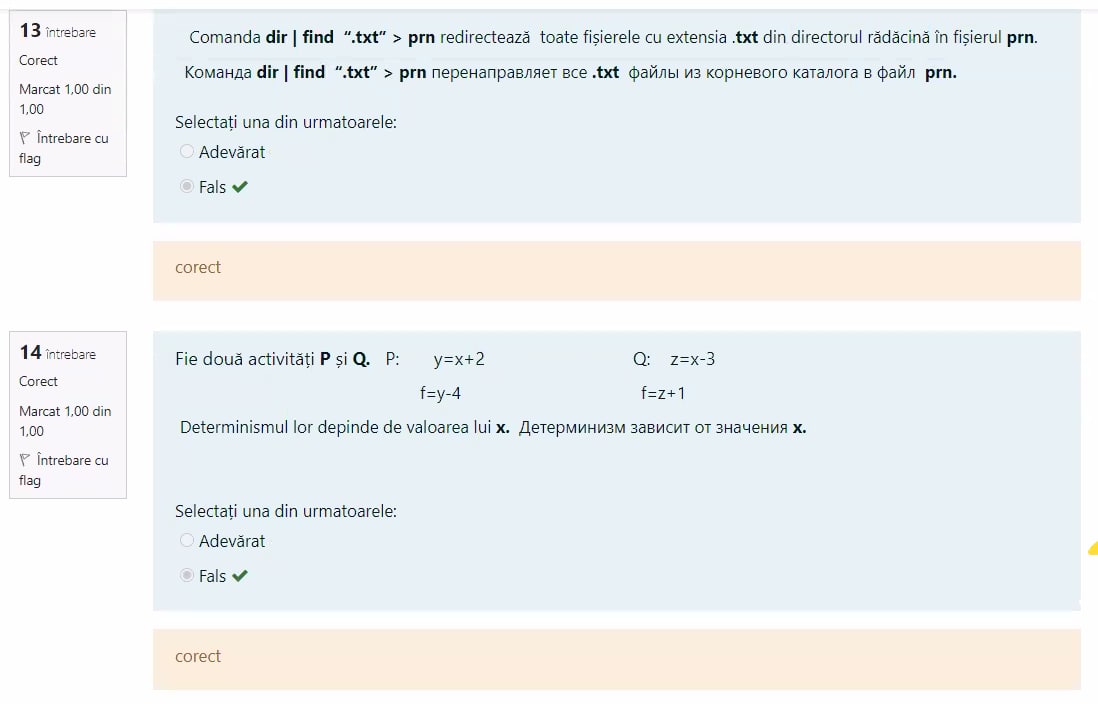 13 întrebare
Corect
Marcat 1,00 din
1,00
Întrebare cu
flag
Comanda dir | find “.txt” > prn redirectează toate fișierele cu extensia .txt din directorul rădăcină în fișierul prn.
Команда dir | find “.txt” > prn перенаправляет все .txt файлы из корневого каталога в файл prn.
Selectați una din urmatoarele:
Adevărat
Fals
corect
14 întrebare
Corect
Marcat 1,00 din
1,00
Întrebare cu
flag
Fie două activități P și Q. P: y=x+2 Q: z=x-3
f=y-4 f=z+1
Determinismul lor depinde de valoarea lui x. Детерминизм зависит от значения x.
Selectați una din urmatoarele:
Adevărat
Fals
corect